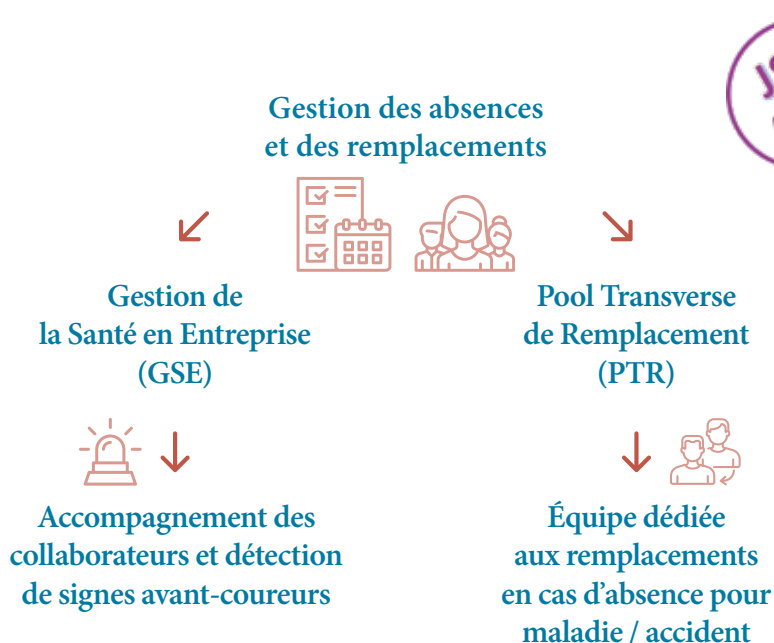 Gestion des absences
et des remplacements
Gestion de
la Santé en Entreprise
(GSE)
Pool Transverse
de Remplacement
(PTR)
Accompagnement des
collaborateurs et détection
de signes avant-coureurs
Équipe dédiée
aux remplacements
en cas d’absence pour
maladie / accident